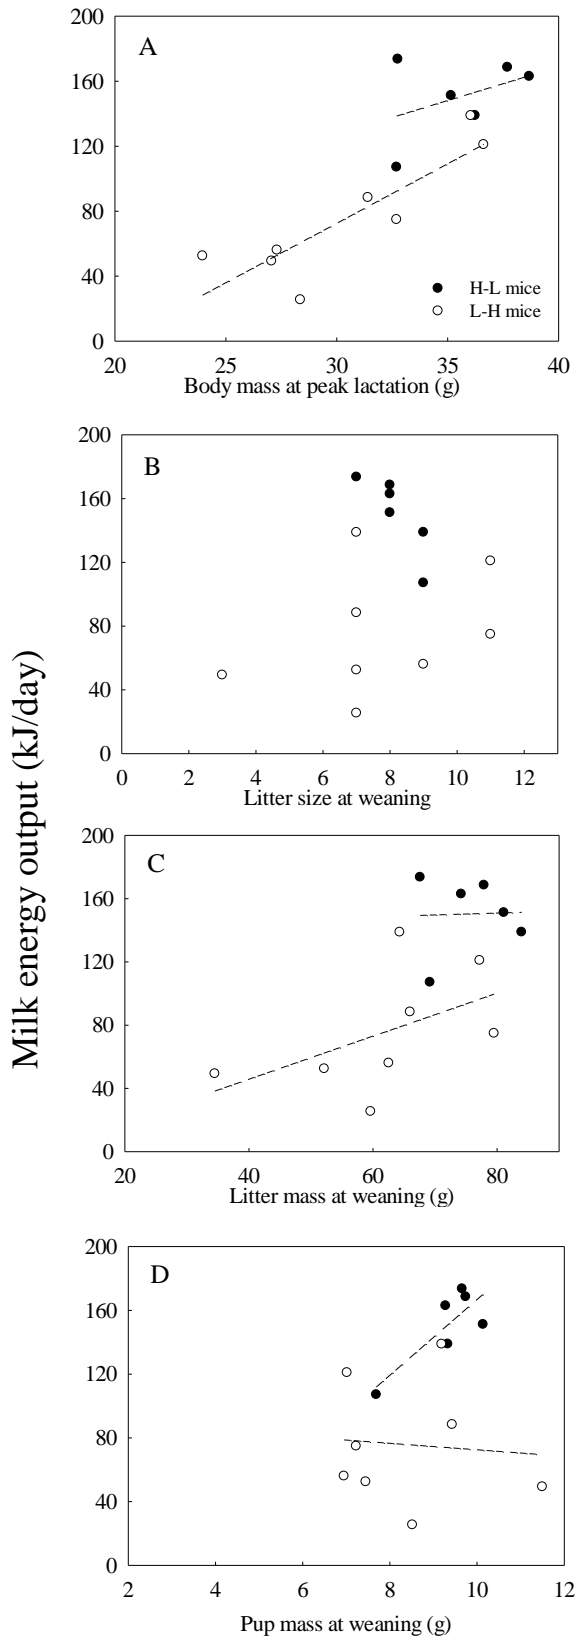 Milk energy output (kJ/day)
A
200
160
120
80
40
0
H-L mice
L-H mice
20 25 30 35 40
Body mass at peak lactation (g)
B
200
160
120
80
40
0
0 2 4 6 8 10 12
Litter size at weaning
C
200
160
120
80
40
0
20 40 60 80
Litter mass at weaning (g)
D
200
160
120
80
40
0
2 4 6 8 10 12
Pup mass at weaning (g)